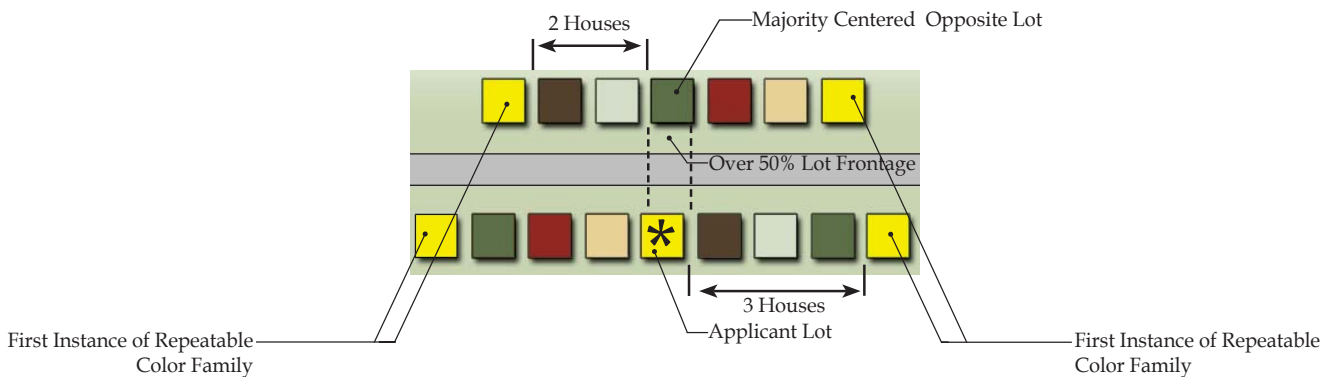 2 Houses
Majority Centered Opposite Lot
Over 50% Lot Frontage
*
3 Houses
Applicant Lot
First Instance of Repeatable
Color Family
First Instance of Repeatable
Color Family